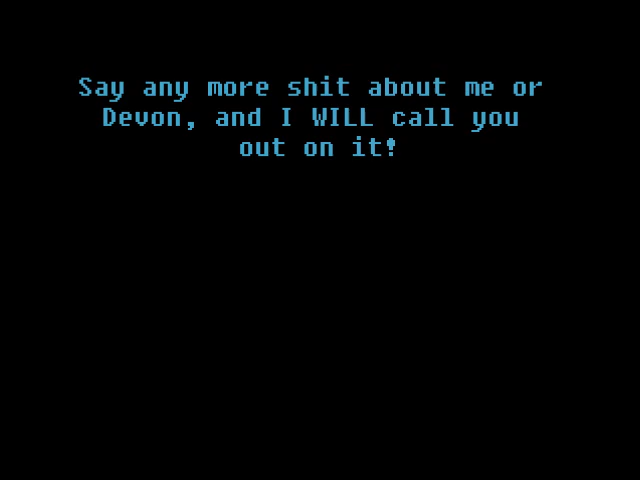 Say any more shit about me or
Devon, and I WILL call you
out on it!